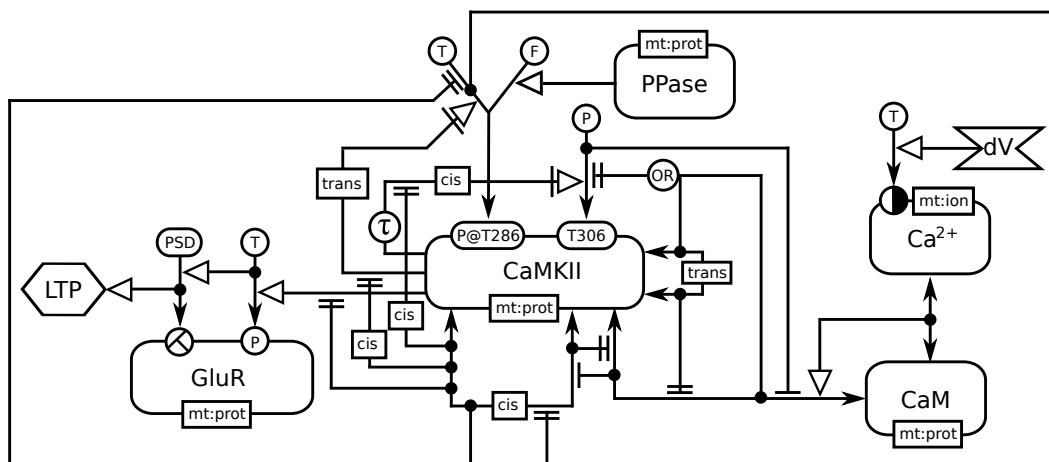 mt:prot
T
F
PPase
P
T
dV
trans
cis
OR
mt:ion
τ
P@T286
T306
Ca2+
PSD
T
CaMKII
trans
LTP
mt:prot
cis
cis
P
GluR
CaM
cis
mt:prot
mt:prot